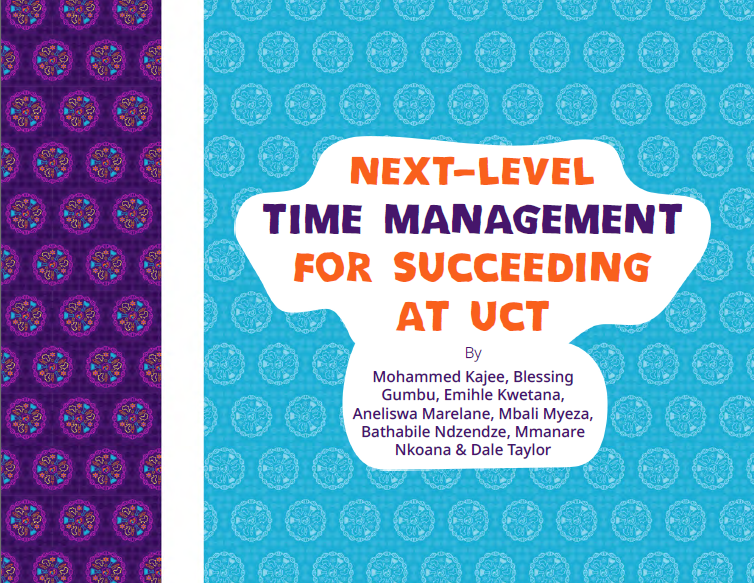 NEXT-LEVEL
TIME MANAGEMENT
FOR SUCCEEDING
AT UCT
By
Mohammed Kajee, Blessing
Gumbu, Emihle Kwetana,
Aneliswa Marelane, Mbali Myeza,
Bathabile Ndzendze, Mmanare
Nkoana & Dale Taylor